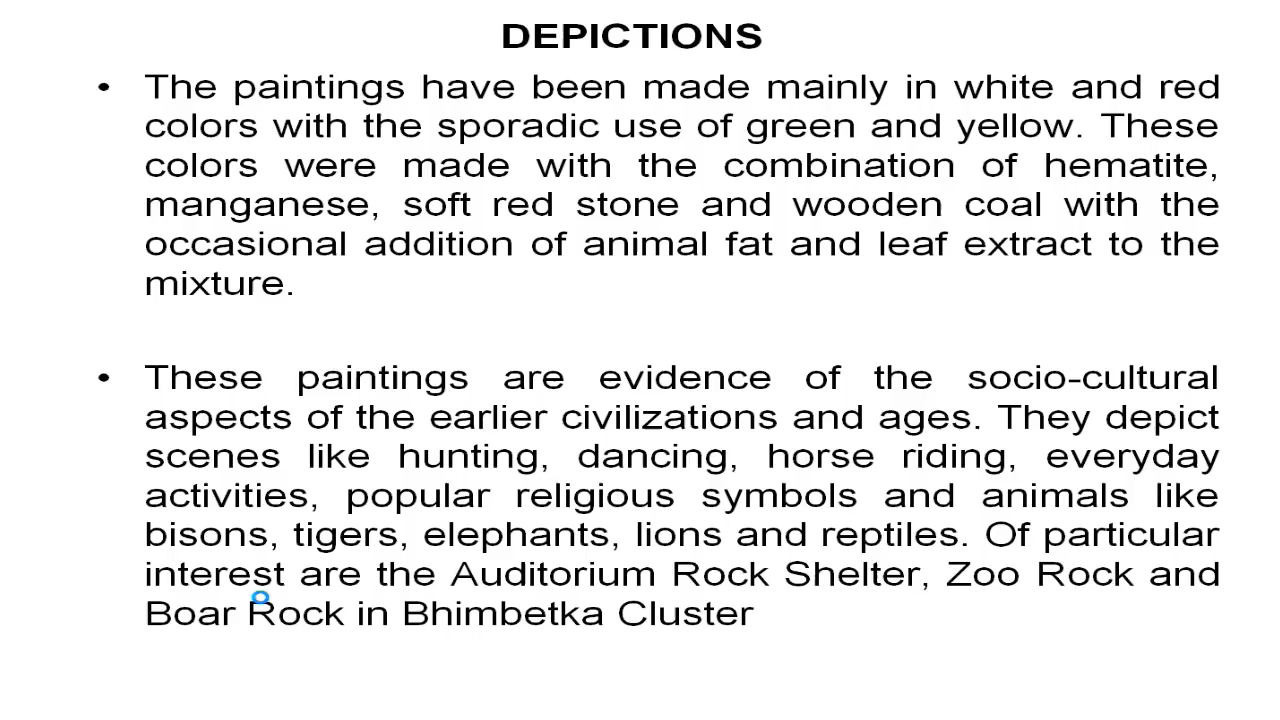 DEPICTIONS
• The paintings have been made mainly in white and red
colors with the sporadic use of green and yellow. These
colors were made with the combination of hematite,
manganese, soft red stone and wooden coal with the
occasional addition of animal fat and leaf extract to the
mixture.
• These paintings are evidence of the socio-cultural
aspects of the earlier civilizations and ages. They depict
scenes like hunting, dancing, horse riding, everyday
activities, popular religious symbols and animals like
bisons, tigers, elephants, lions and reptiles. Of particular
interest are the Auditorium Rock Shelter, Zoo Rock and
Boar Rock in Bhimbetka Cluster